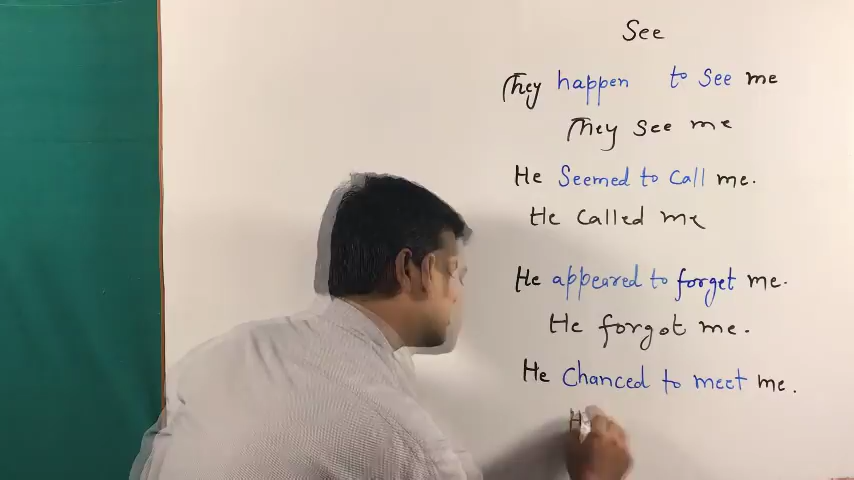 See
They happen to see me
They see me
He Seemed to Call me.
He Called me
He appeared to forget me.
He forgot me.
He Chanced to meet me.
H